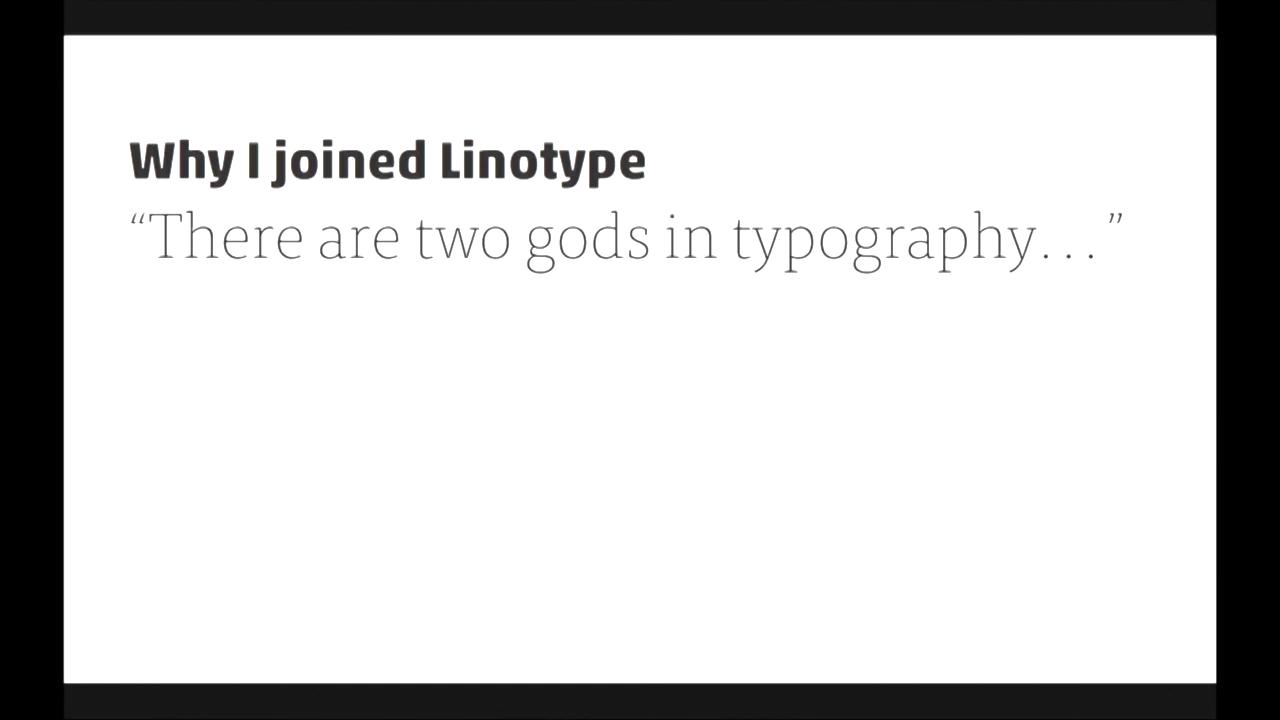 Why I joined Linotype
“There are two gods in typography…”